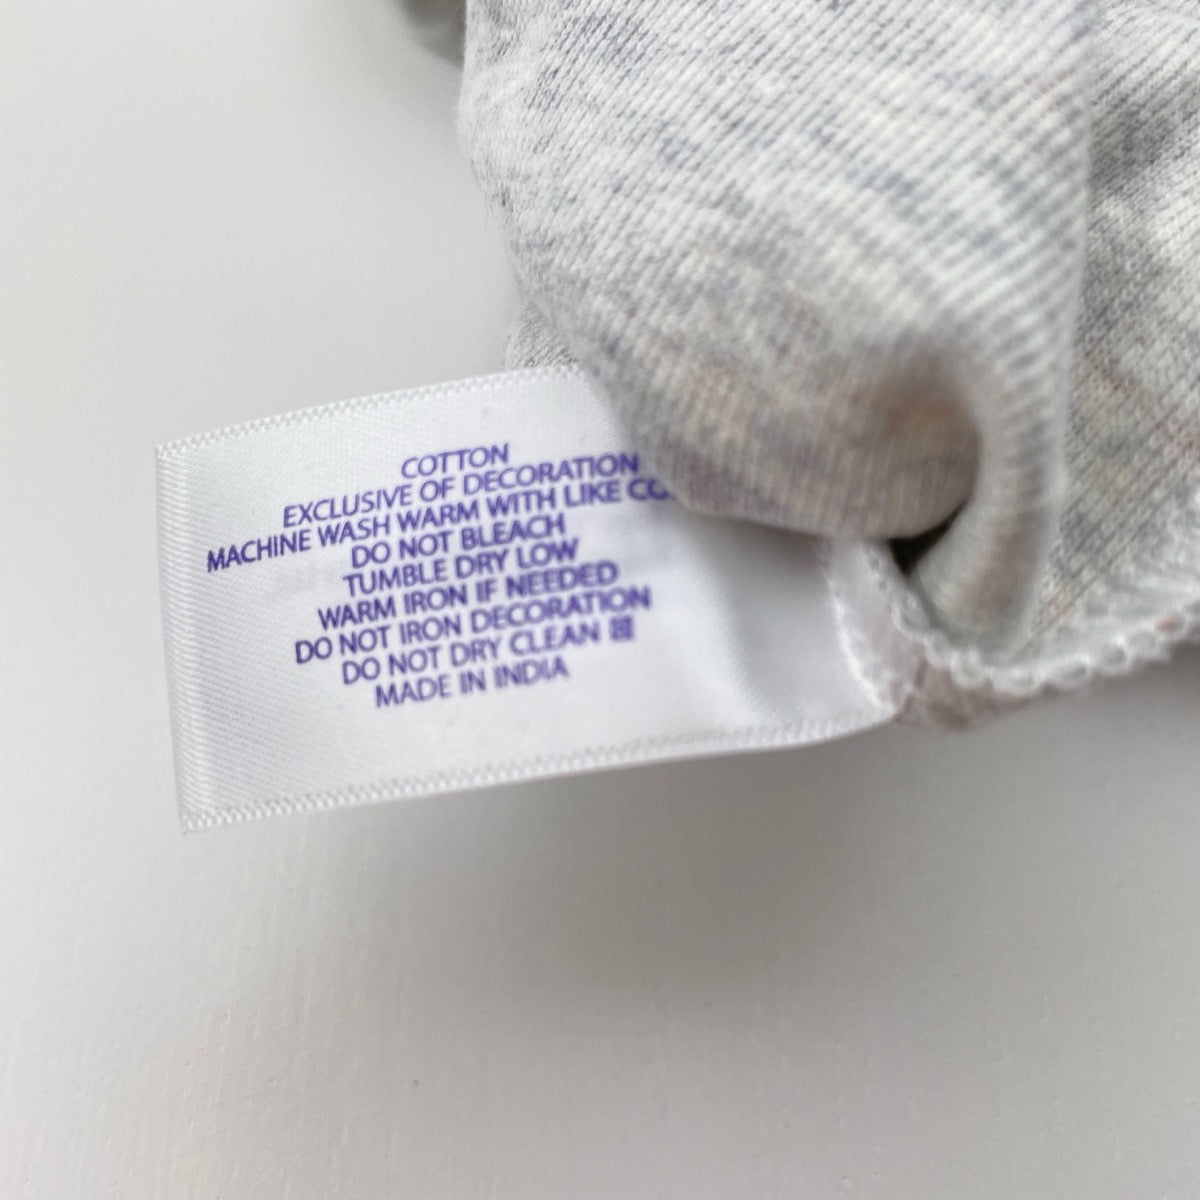 COTTON
EXCLUSIVE OF DECORATION
MACHINE WASH WARM WITH LIKE CO
DO NOT BLEACH
TUMBLE DRY LOW
WARM IRON IF NEEDED
DO NOT IRON DECORATION
DO NOT DRY CLEAN
MADE IN INDIA